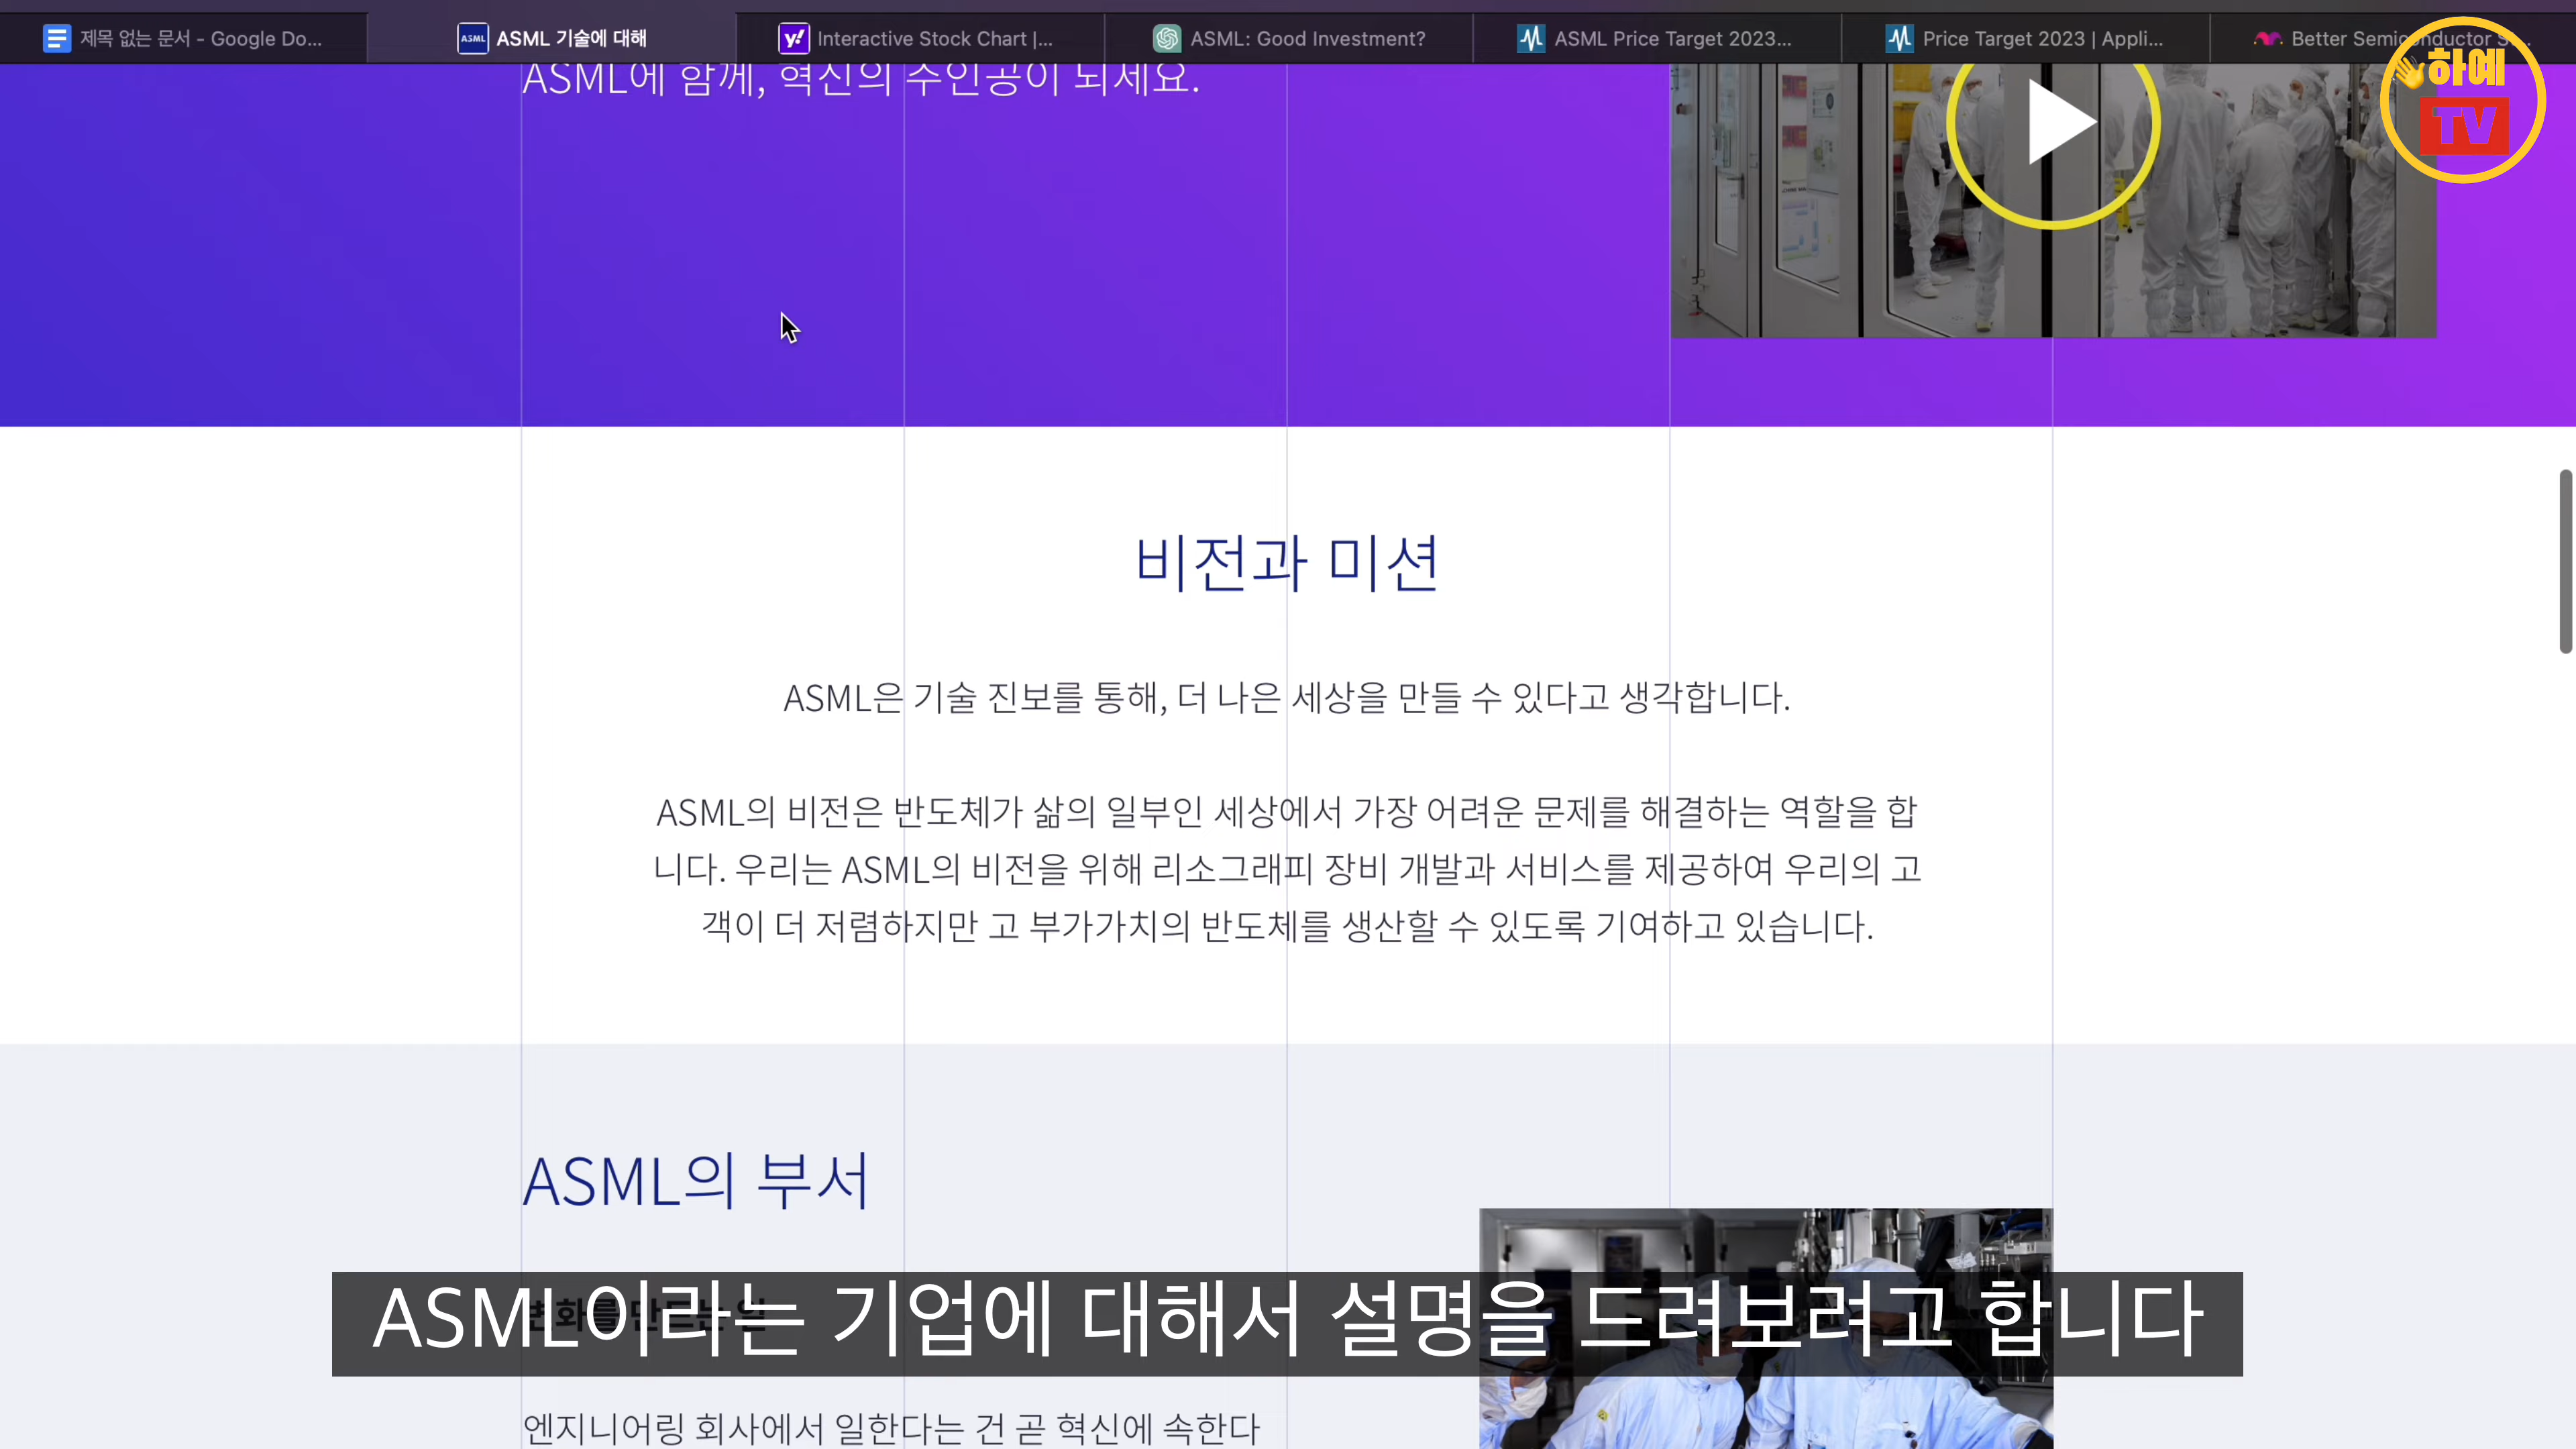 제목 없는 문서 - Google Do...
ASML ASML 기술에 대해
y! Interactive Stock Chart |...
ASML: Good Investment?
ASML Price Target 2023...
Price Target 2023 | Appli...
Better Semiconductor S
하예
TV
ASML에 함께, 혁신의 주인공이 되세요.
비전과 미션
ASML은 기술 진보를 통해, 더 나은 세상을 만들 수 있다고 생각합니다.
ASML의 비전은 반도체가 삶의 일부인 세상에서 가장 어려운 문제를 해결하는 역할을 합
니다. 우리는 ASML의 비전을 위해 리소그래피 장비 개발과 서비스를 제공하여 우리의 고
객이 더 저렴하지만 고 부가가치의 반도체를 생산할 수 있도록 기여하고 있습니다.
ASML의 부서
ASML이라는 기업에 대해서 설명을 드려보려고 합니다
엔지니어링 회사에서 일한다는 건 곧 혁신에 속한다